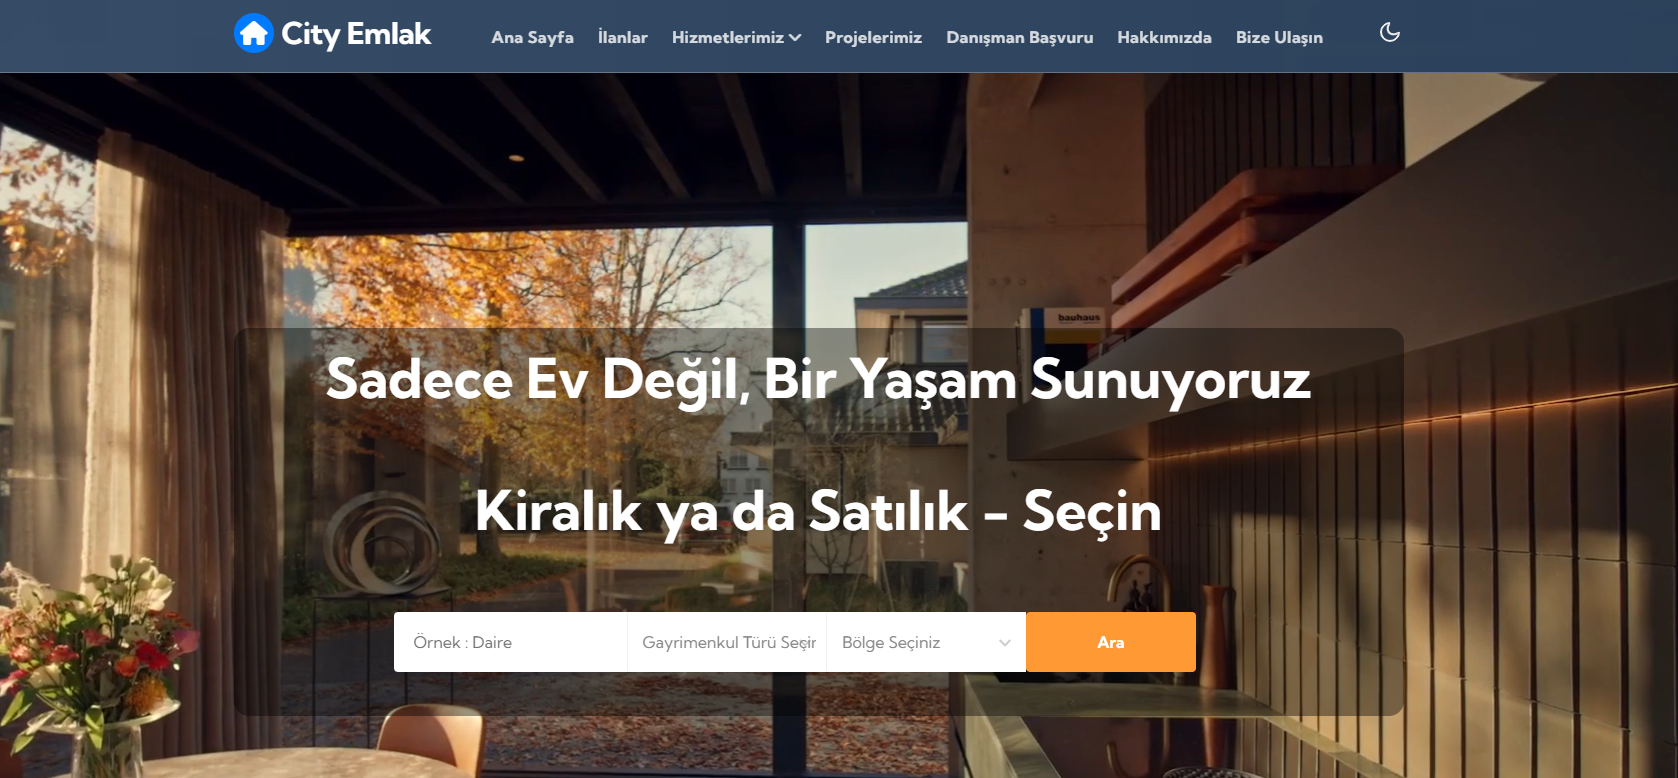 City Emlak
Ana Sayfa İlanlar Hizmetlerimiz Projelerimiz Danışman Başvuru Hakkımızda Bize Ulaşın
bauhaus
Sadece Ev Değil, Bir Yaşam Sunuyoruz
Kiralık ya da Satılık - Seçin
Örnek : Daire Gayrimenkul Türü Seçir Bölge Seçiniz Ara